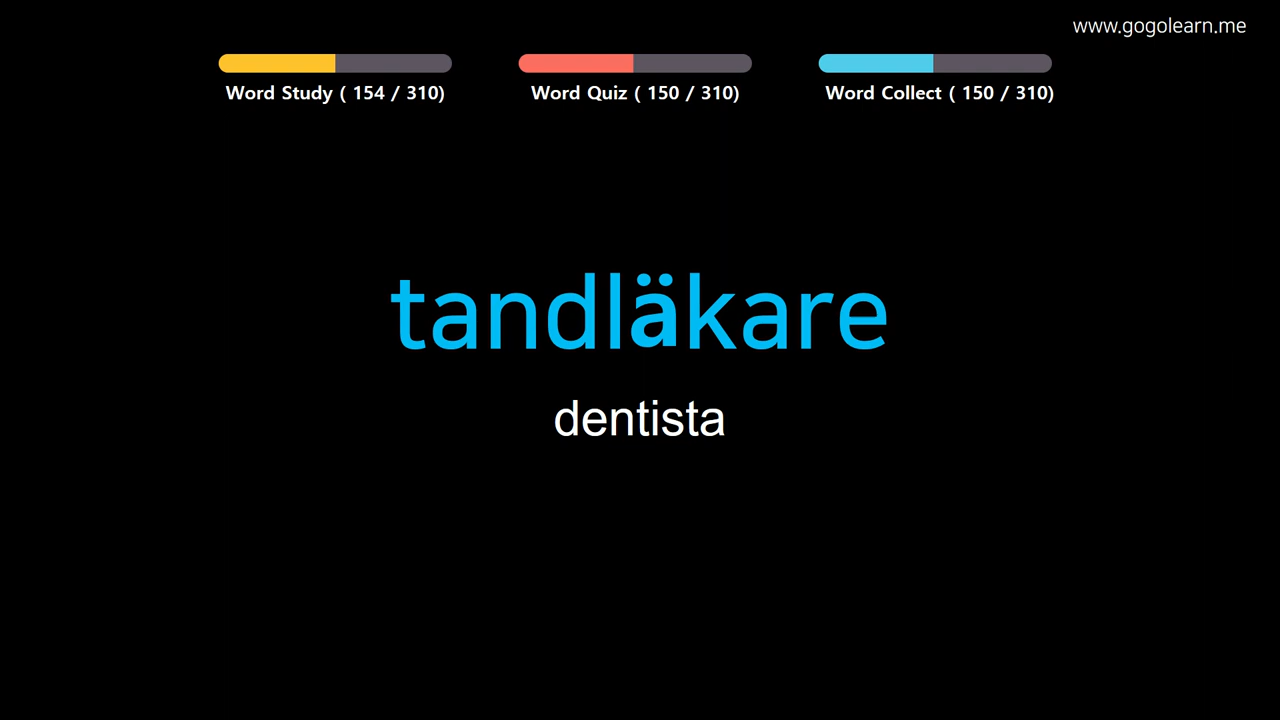 www.gogolearn.me
Word Study ( 154 / 310)
Word Quiz ( 150 / 310)
Word Collect ( 150 / 310)
tandläkare
dentista